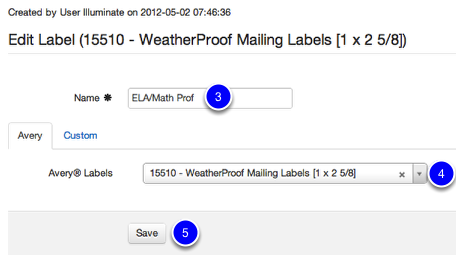 Created by User Illuminate on 2012-05-02 07:46:36
Edit Label (15510 - WeatherProof Mailing Labels [1 x 2 5/8])
Name ✱ ELA/Math Prof 3
Avery Custom
Avery® Labels 15510 - WeatherProof Mailing Labels [1 x 2 5/8] × 4
Save 5